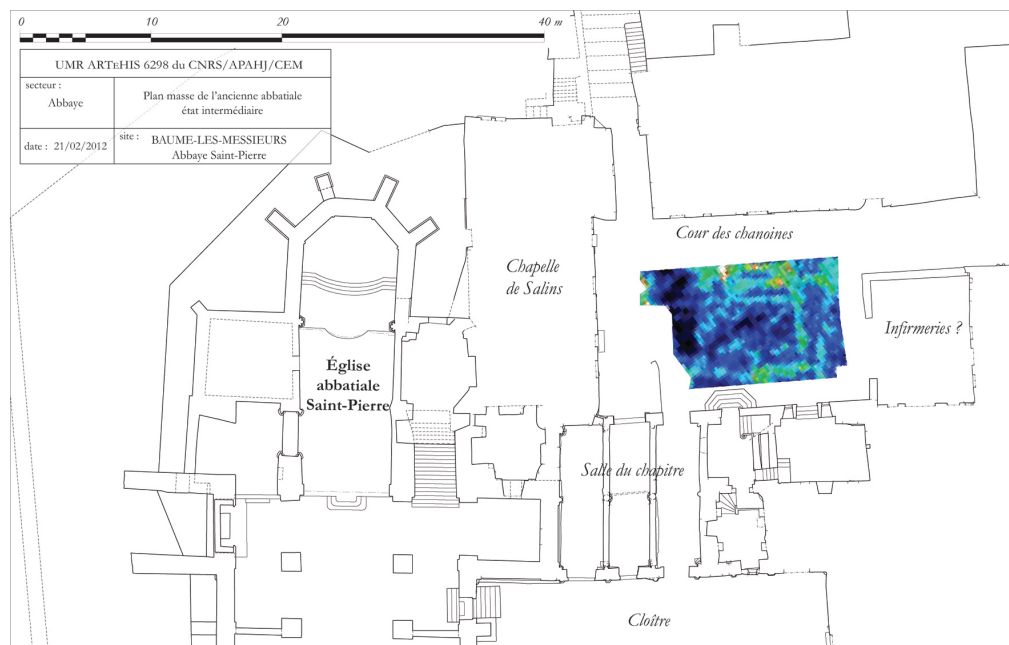 0 10 20 40 m
UMR ARTEHIS 6298 du CNRS/APAHJ/CEM
secteur :
Abbaye
Plan masse de l'ancienne abbatiale
état intermédiaire
date : 21/02/2012
site : BAUME-LES-MESSIEURS
Abbaye Saint-Pierre
Cour des chanoines
Chapelle
de Salins
Infirmeries ?
Église
abbatiale
Saint-Pierre
Salle du chapitre
Cloître